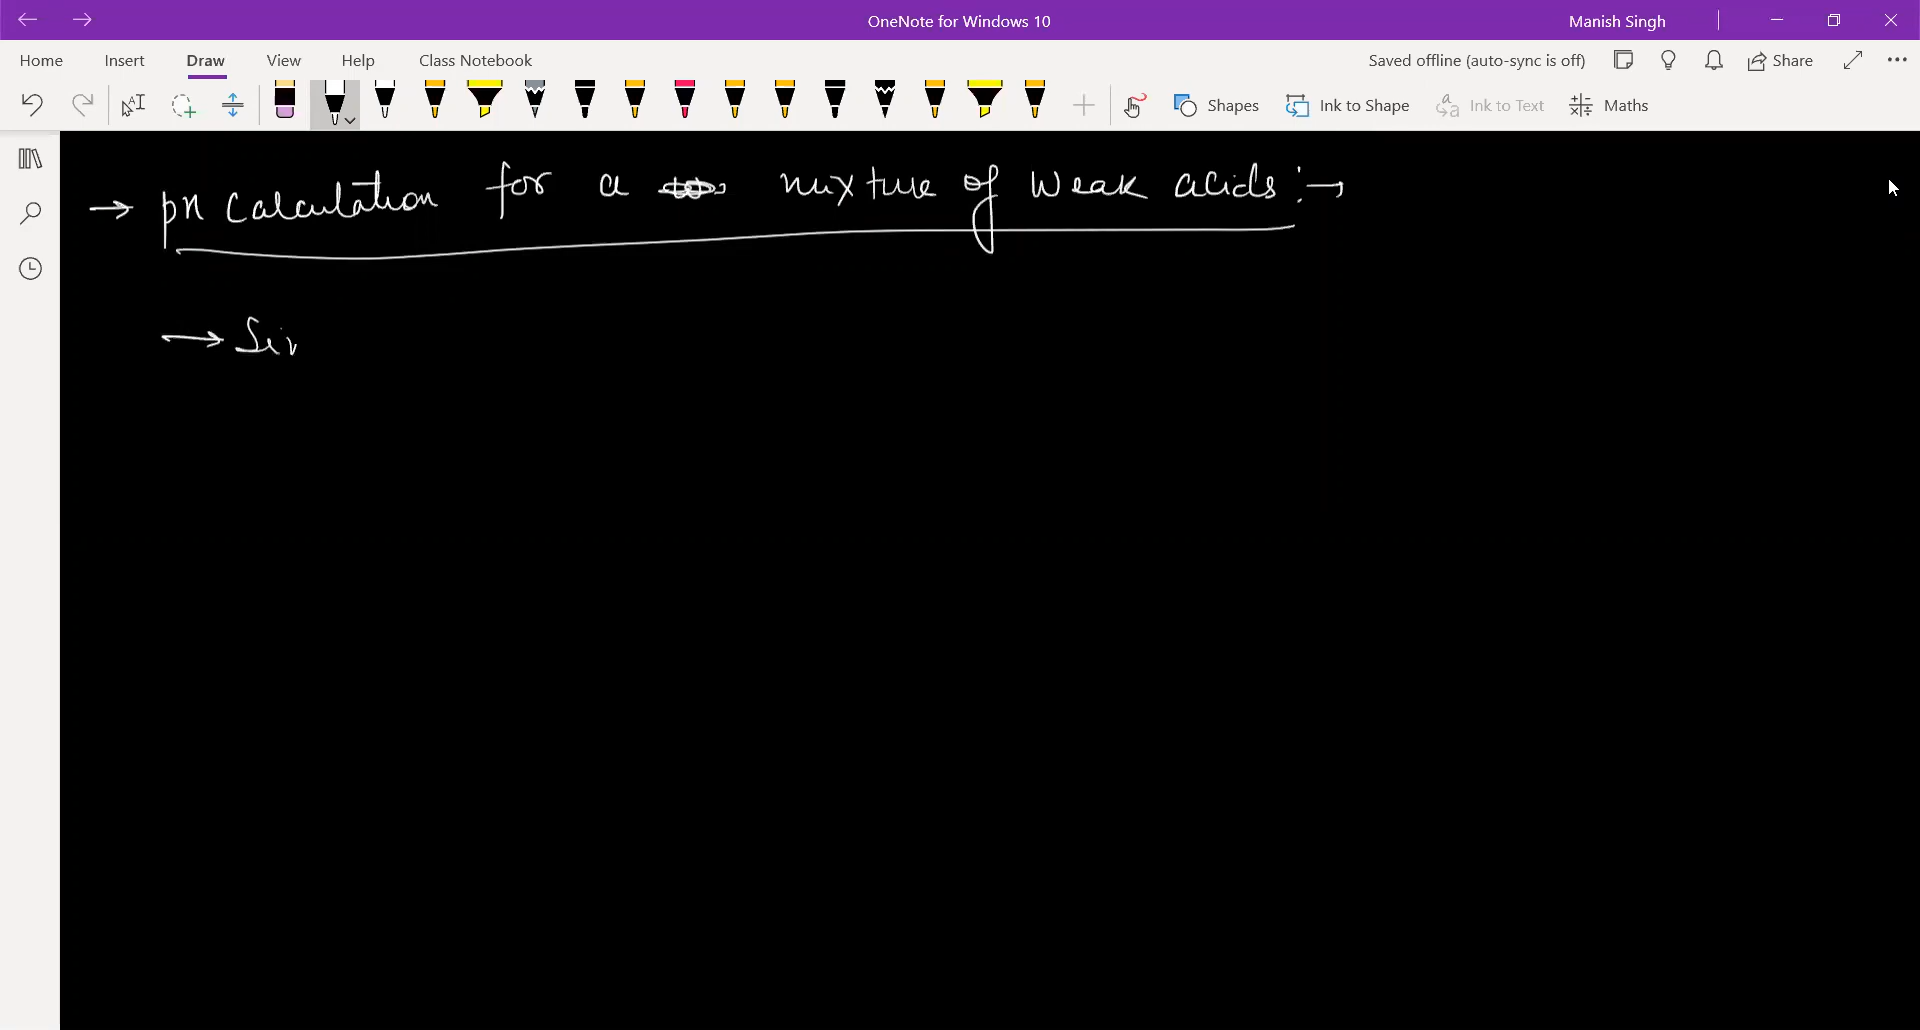 OneNote for Windows 10 Manish Singh
Home Insert Draw View Help Class Notebook Saved offline (auto-sync is off) Share
Shapes Ink to Shape Ink to Text Maths
→ pH Calculation for a mixture of Weak acids :→